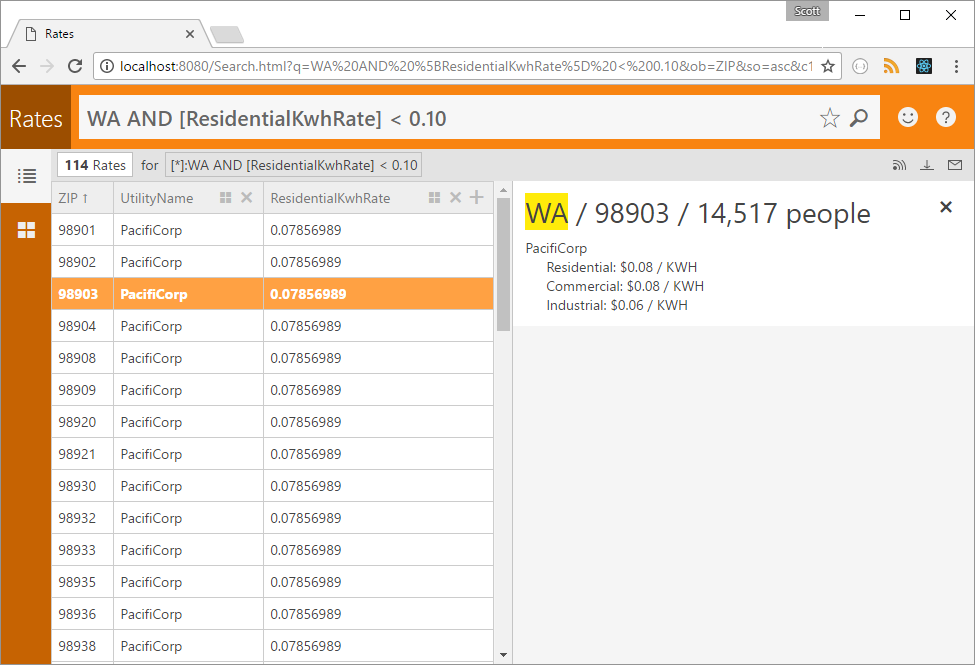 Scott
Rates
localhost:8080/Search.html?q=WA%20AND%20%5BResidentialKwhRate%5D%20<%200.10&ob=ZIP&so=asc&c1
Rates WA AND [ResidentialKwhRate] < 0.10
114 Rates for [*]:WA AND [ResidentialKwhRate] < 0.10
ZIP ↑ UtilityName ResidentialKwhRate
98901 PacifiCorp 0.07856989
98902 PacifiCorp 0.07856989
98903 PacifiCorp 0.07856989
98904 PacifiCorp 0.07856989
98908 PacifiCorp 0.07856989
98909 PacifiCorp 0.07856989
98920 PacifiCorp 0.07856989
98921 PacifiCorp 0.07856989
98930 PacifiCorp 0.07856989
98932 PacifiCorp 0.07856989
98933 PacifiCorp 0.07856989
98935 PacifiCorp 0.07856989
98936 PacifiCorp 0.07856989
98938 PacifiCorp 0.07856989
WA / 98903 / 14,517 people
PacifiCorp
Residential: $0.08 / KWH
Commercial: $0.08 / KWH
Industrial: $0.06 / KWH